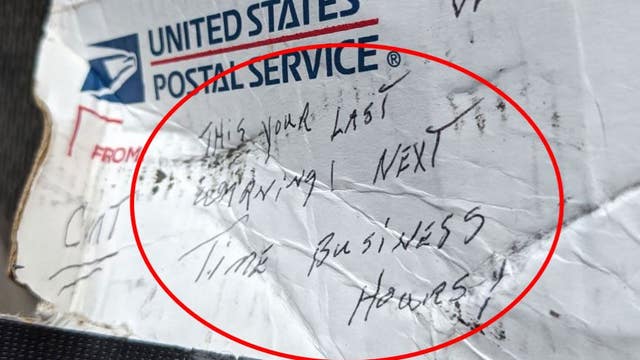 UNITED STATES
POSTAL SERVICE®
FROM
THIS YOUR LAST
WARNING! NEXT
TIME BUSINESS
HOURS!